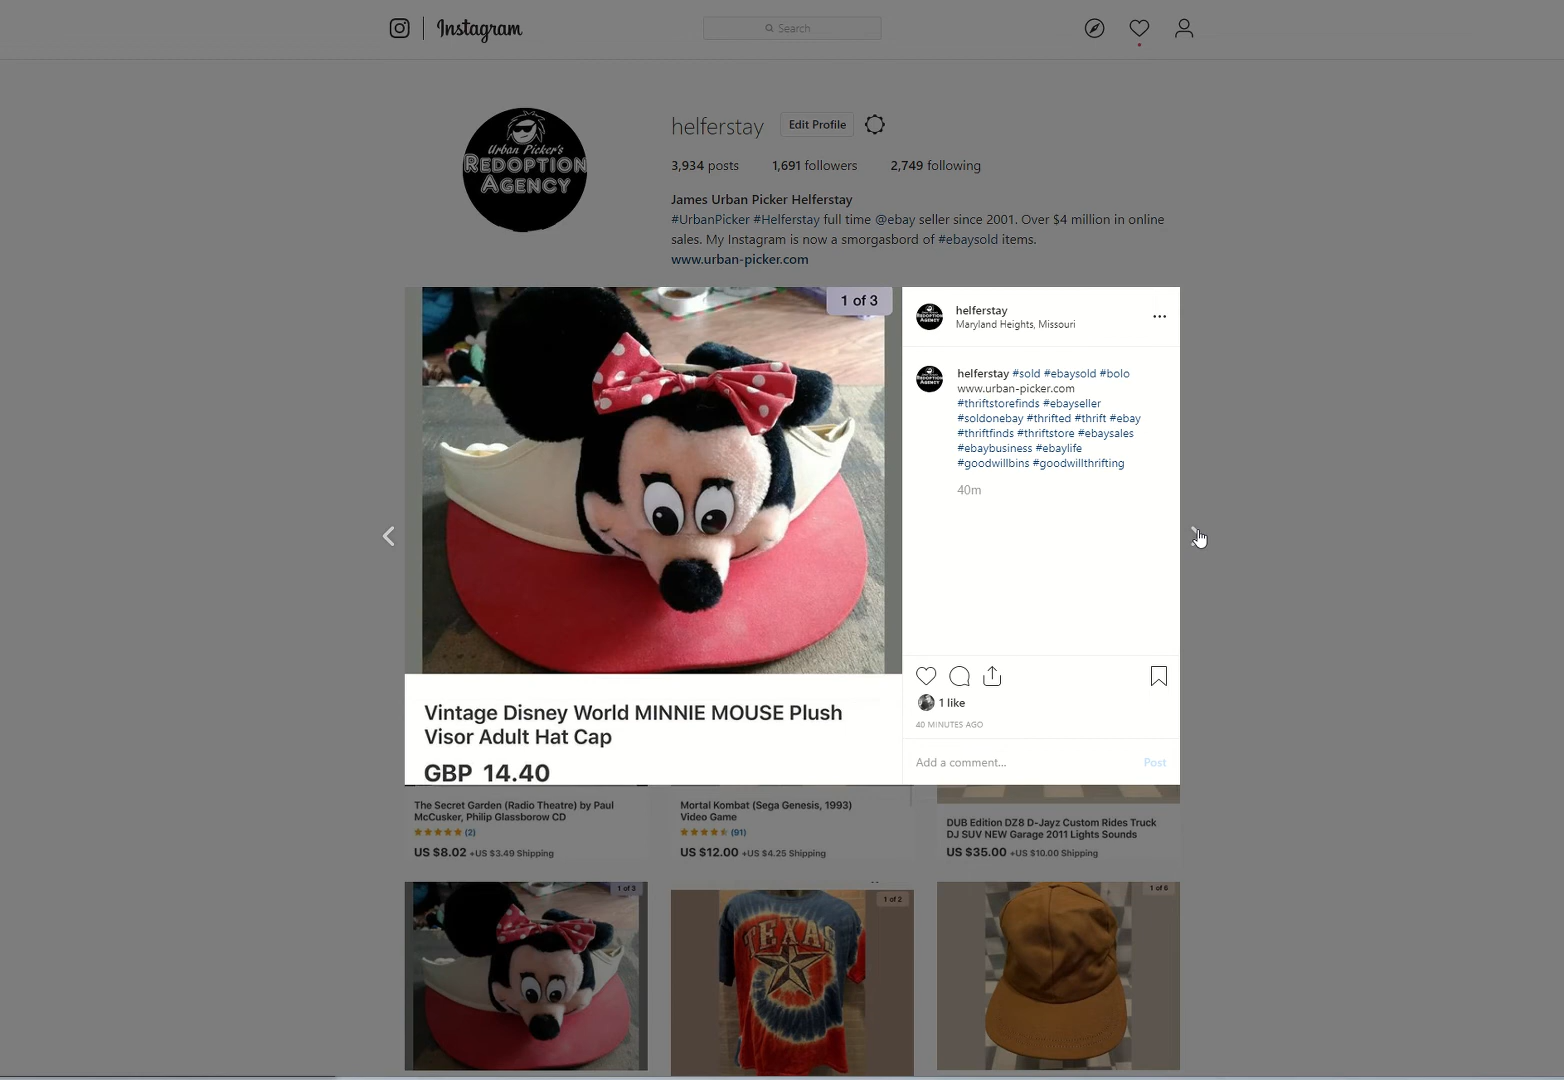 Instagram
Search
Urban Picker's
REDOPTION
AGENCY
helferstay
Edit Profile
3,934 posts
1,691 followers
2,749 following
James Urban Picker Helferstay
#UrbanPicker #Helferstay full time @ebay seller since 2001. Over $4 million in online
sales. My Instagram is now a smorgasbord of #ebaysold items.
www.urban-picker.com
1 of 3
Vintage Disney World MINNIE MOUSE Plush
Visor Adult Hat Cap
GBP 14.40
REDOPTION
AGENCY
helferstay
Maryland Heights, Missouri
REDOPTION
AGENCY
helferstay #sold #ebaysold #bolo
www.urban-picker.com
#thriftstorefinds #ebayseller
#soldonebay #thrifted #thrift #ebay
#thriftfinds #thriftstore #ebaysales
#ebaybusiness #ebaylife
#goodwillbins #goodwillthrifting
40m
1 like
40 MINUTES AGO
Add a comment...
Post
The Secret Garden (Radio Theatre) by Paul
McCusker, Philip Glassborow CD
(2)
US $8.02 +US $3.49 Shipping
Mortal Kombat (Sega Genesis, 1993)
Video Game
(91)
US $12.00 +US $4.25 Shipping
DUB Edition DZ8 D-Jayz Custom Rides Truck
DJ SUV NEW Garage 2011 Lights Sounds
US $35.00 +US $10.00 Shipping
1 of 3
1 of 2
TEXAS
1 of 6